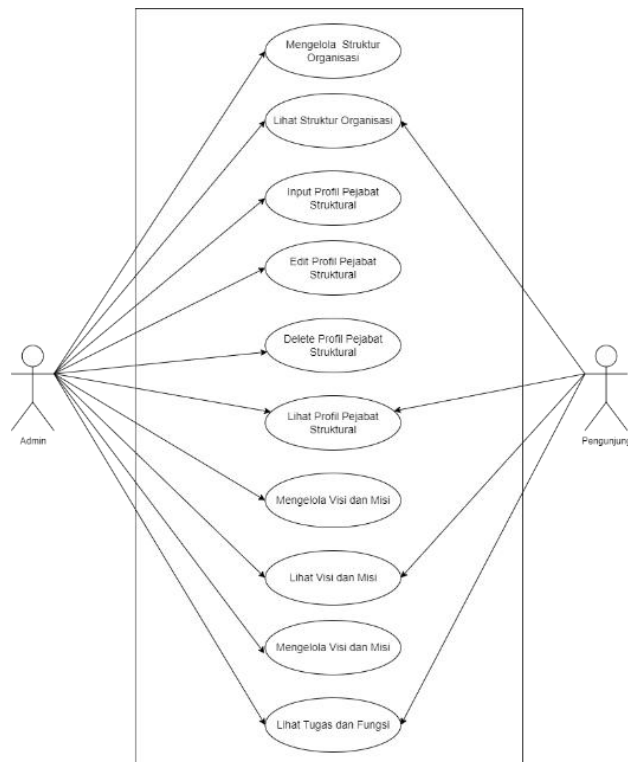 Mengelola Struktur
Organisasi
Lihat Struktur Organisasi
Input Profil Pejabat
Struktural
Edit Profil Pejabat
Struktural
Delete Profil Pejabat
Struktural
Lihat Profil Pejabat
Struktural
Admin
Pengunjung
Mengelola Visi dan Misi
Lihat Visi dan Misi
Mengelola Visi dan Misi
Lihat Tugas dan Fungsi